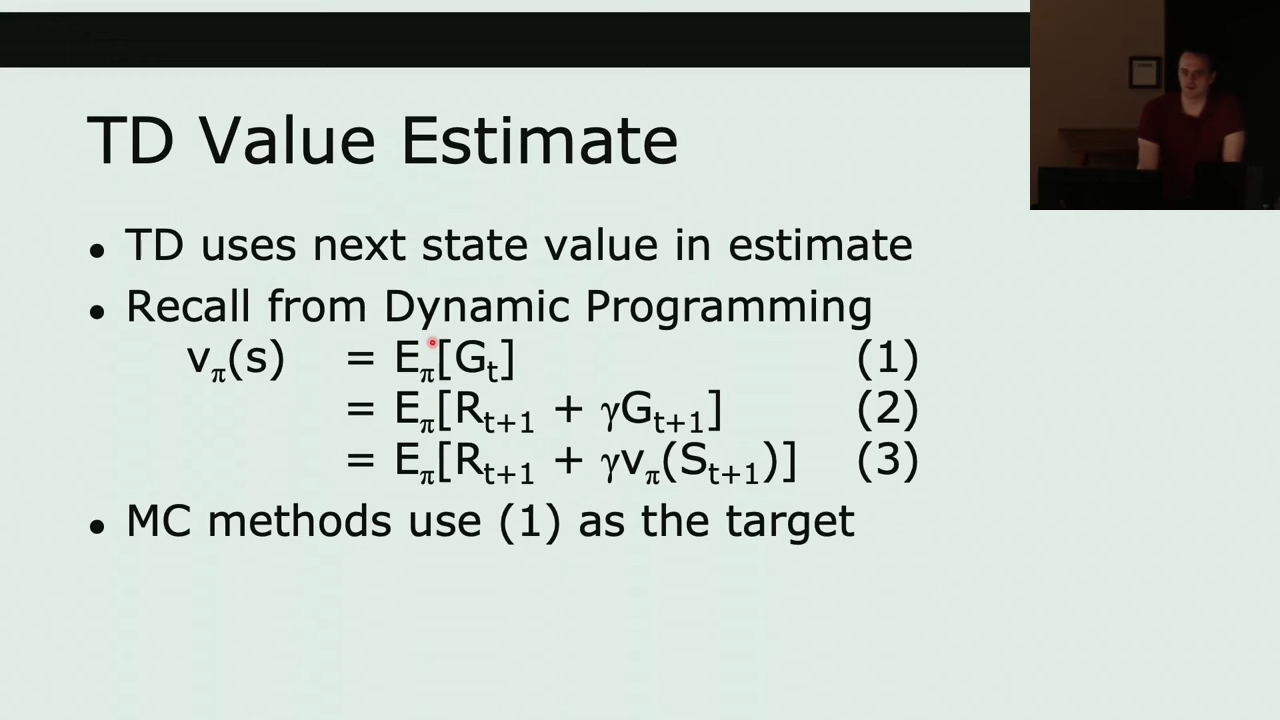 TD Value Estimate
• TD uses next state value in estimate
• Recall from Dynamic Programming
vπ(s) = Eπ[Gt] (1)
= Eπ[Rt+1 + γGt+1] (2)
= Eπ[Rt+1 + γvπ(St+1)] (3)
• MC methods use (1) as the target